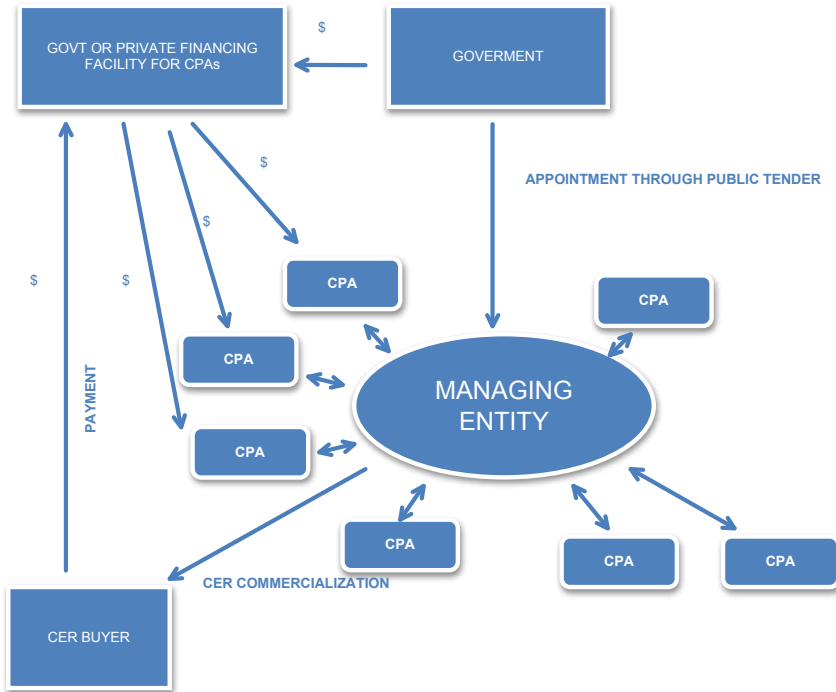 $
GOVT OR PRIVATE FINANCING
FACILITY FOR CPAs
GOVERMENT
$
APPOINTMENT THROUGH PUBLIC TENDER
$
$
$
CPA
CPA
CPA
MANAGING
ENTITY
PAYMENT
CPA
CPA
CPA
CPA
CER COMMERCIALIZATION
CER BUYER